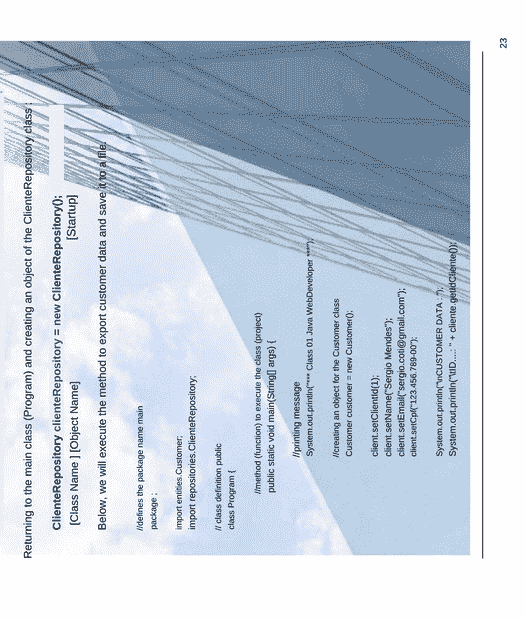 23
Returning to the main class (Program) and creating an object of the ClienteRepository class :
ClienteRepository clienteRepository = new ClienteRepository();
[Class Name ] [Object Name] [Startup]
Below, we will execute the method to export customer data and save it to a file.
//defines the package name main
package ;
import entities.Customer;
import repositories.ClienteRepository;
// class definition public
class Program {
//method (function) to execute the class (project)
public static void main(String[] args) {
//printing message
System.out.println("*** Class 01 Java WebDeveloper ***");
//creating an object for the Customer class
Customer customer = new Customer();
client.setClientId(1);
client.setName("Sergio Mendes");
client.setEmail("sergio.coti@gmail.com");
client.setCpf("123.456.789-00");
System.out.println("\nCUSTOMER DATA : ");
System.out.println("\tID....: " + cliente.getIdCliente());